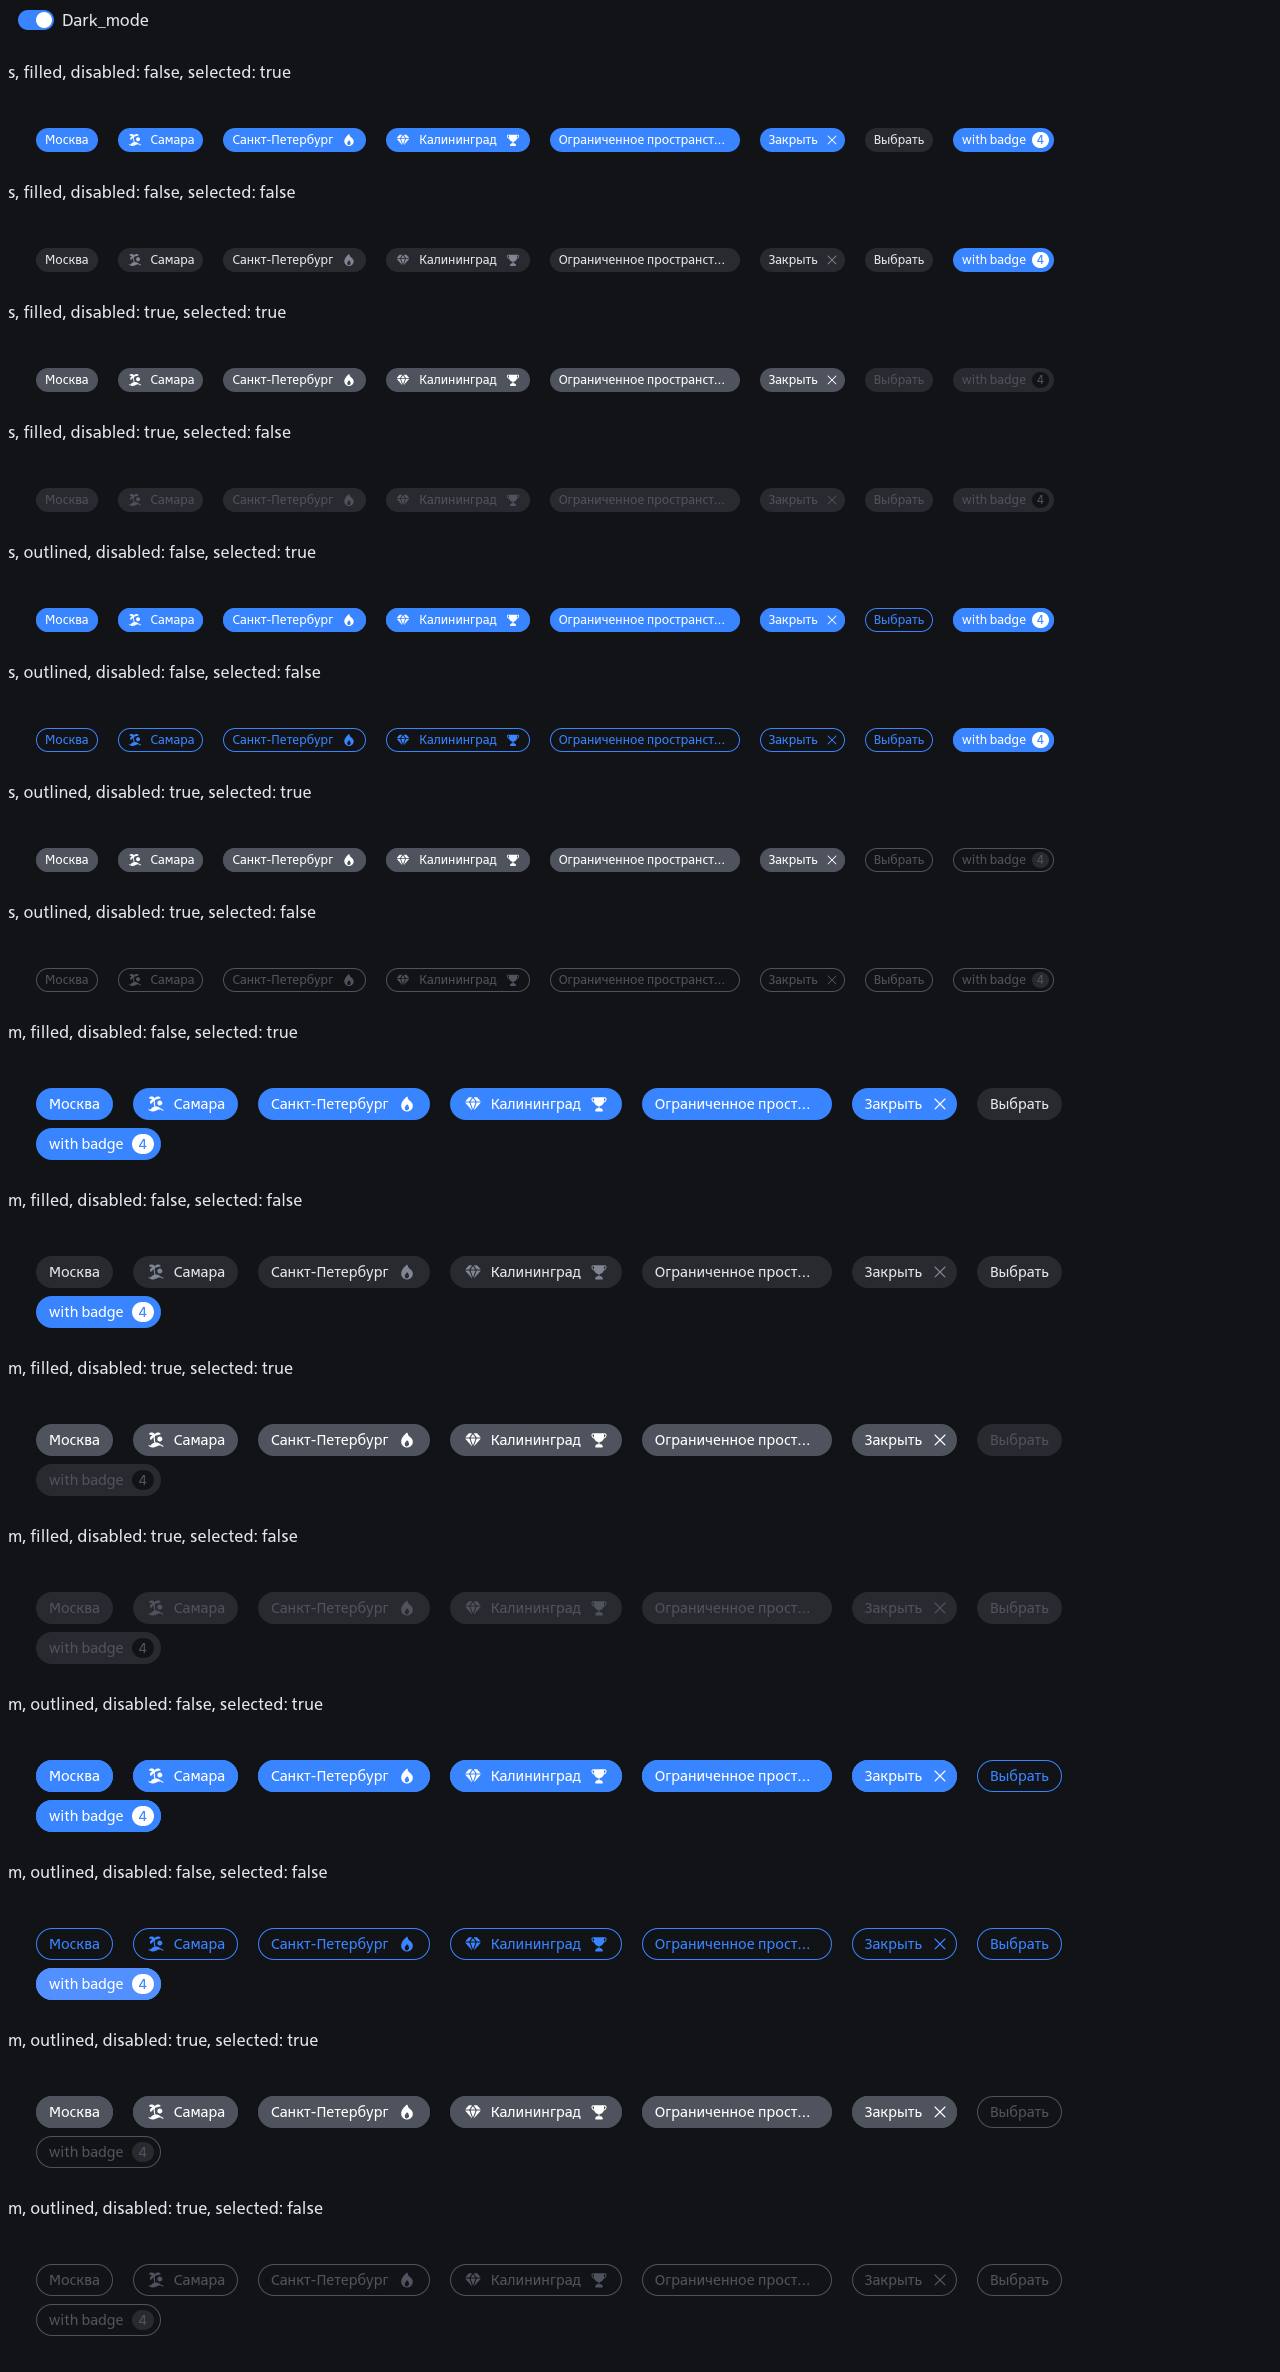 Dark_mode
s, filled, disabled: false, selected: true
Москва Самара Санкт-Петербург Калининград Ограниченное пространст... Закрыть Выбрать with badge 4
s, filled, disabled: false, selected: false
Москва Самара Санкт-Петербург Калининград Ограниченное пространст... Закрыть Выбрать with badge 4
s, filled, disabled: true, selected: true
Москва Самара Санкт-Петербург Калининград Ограниченное пространст... Закрыть Выбрать with badge 4
s, filled, disabled: true, selected: false
Москва Самара Санкт-Петербург Калининград Ограниченное пространст... Закрыть Выбрать with badge 4
s, outlined, disabled: false, selected: true
Москва Самара Санкт-Петербург Калининград Ограниченное пространст... Закрыть Выбрать with badge 4
s, outlined, disabled: false, selected: false
Москва Самара Санкт-Петербург Калининград Ограниченное пространст... Закрыть Выбрать with badge 4
s, outlined, disabled: true, selected: true
Москва Самара Санкт-Петербург Калининград Ограниченное пространст... Закрыть Выбрать with badge 4
s, outlined, disabled: true, selected: false
Москва Самара Санкт-Петербург Калининград Ограниченное пространст... Закрыть Выбрать with badge 4
m, filled, disabled: false, selected: true
Москва Самара Санкт-Петербург Калининград Ограниченное прост... Закрыть Выбрать
with badge 4
m, filled, disabled: false, selected: false
Москва Самара Санкт-Петербург Калининград Ограниченное прост... Закрыть Выбрать
with badge 4
m, filled, disabled: true, selected: true
Москва Самара Санкт-Петербург Калининград Ограниченное прост... Закрыть Выбрать
with badge 4
m, filled, disabled: true, selected: false
Москва Самара Санкт-Петербург Калининград Ограниченное прост... Закрыть Выбрать
with badge 4
m, outlined, disabled: false, selected: true
Москва Самара Санкт-Петербург Калининград Ограниченное прост... Закрыть Выбрать
with badge 4
m, outlined, disabled: false, selected: false
Москва Самара Санкт-Петербург Калининград Ограниченное прост... Закрыть Выбрать
with badge 4
m, outlined, disabled: true, selected: true
Москва Самара Санкт-Петербург Калининград Ограниченное прост... Закрыть Выбрать
with badge 4
m, outlined, disabled: true, selected: false
Москва Самара Санкт-Петербург Калининград Ограниченное прост... Закрыть Выбрать
with badge 4